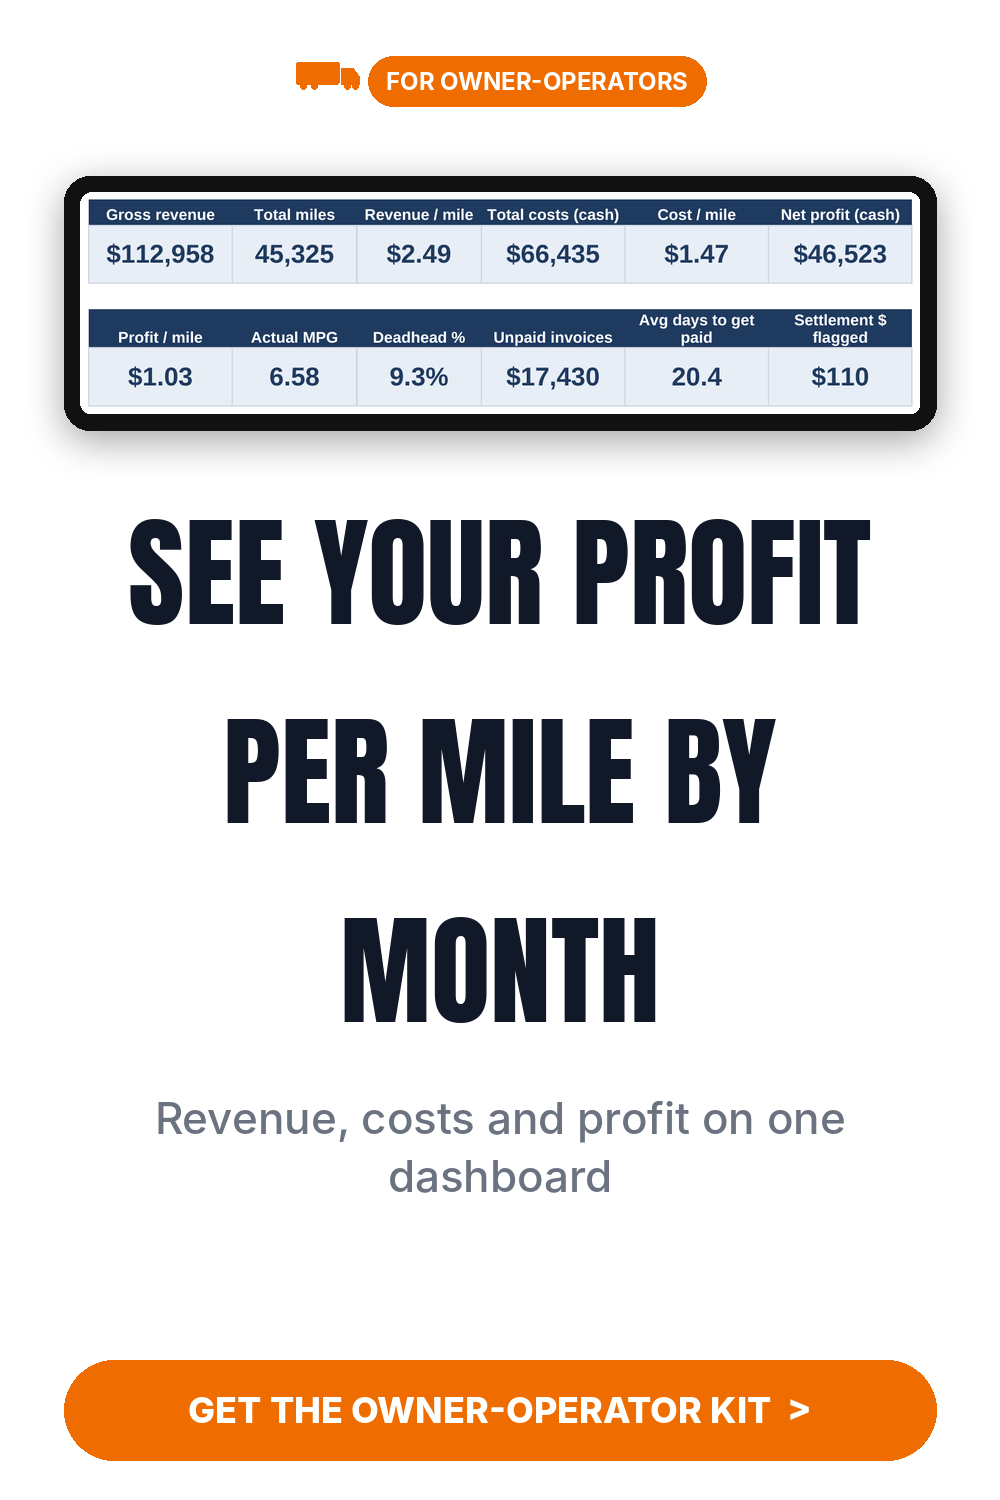 FOR OWNER-OPERATORS
Gross revenue Total miles Revenue / mile Total costs (cash) Cost / mile Net profit (cash)
$112,958 45,325 $2.49 $66,435 $1.47 $46,523
Profit / mile Actual MPG Deadhead % Unpaid invoices Avg days to get paid Settlement $ flagged
$1.03 6.58 9.3% $17,430 20.4 $110
SEE YOUR PROFIT
PER MILE BY
MONTH
Revenue, costs and profit on one
dashboard
GET THE OWNER-OPERATOR KIT >